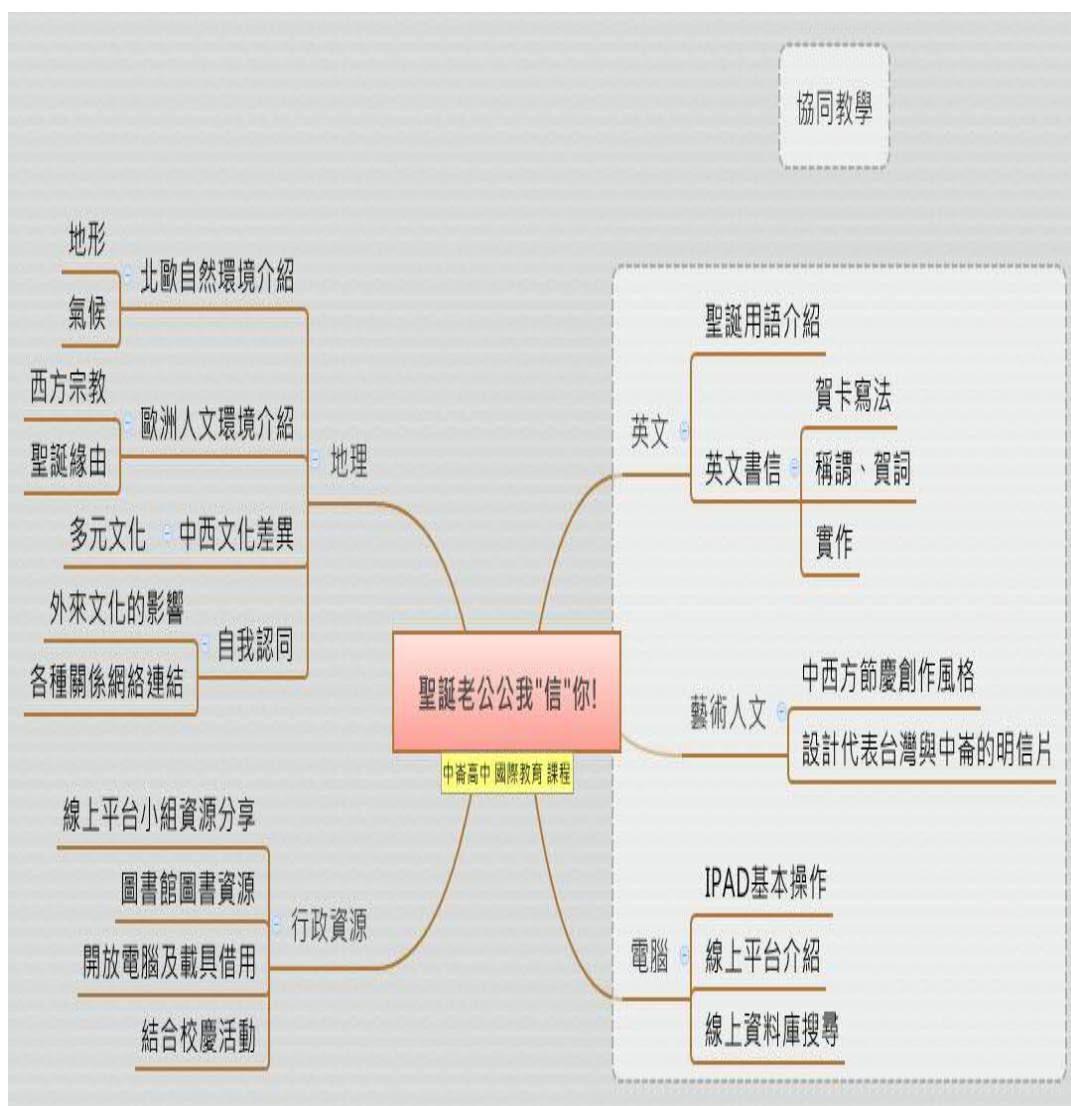 協同教學
聖誕老公公我"信"你!
中崙高中 國際教育 課程
地理
北歐自然環境介紹
地形
氣候
歐洲人文環境介紹
西方宗教
聖誕緣由
中西文化差異
多元文化
自我認同
外來文化的影響
各種關係網絡連結
行政資源
線上平台小組資源分享
圖書館圖書資源
開放電腦及載具借用
結合校慶活動
英文
聖誕用語介紹
英文書信
賀卡寫法
稱謂、賀詞
實作
藝術人文
中西方節慶創作風格
設計代表台灣與中崙的明信片
電腦
IPAD基本操作
線上平台介紹
線上資料庫搜尋